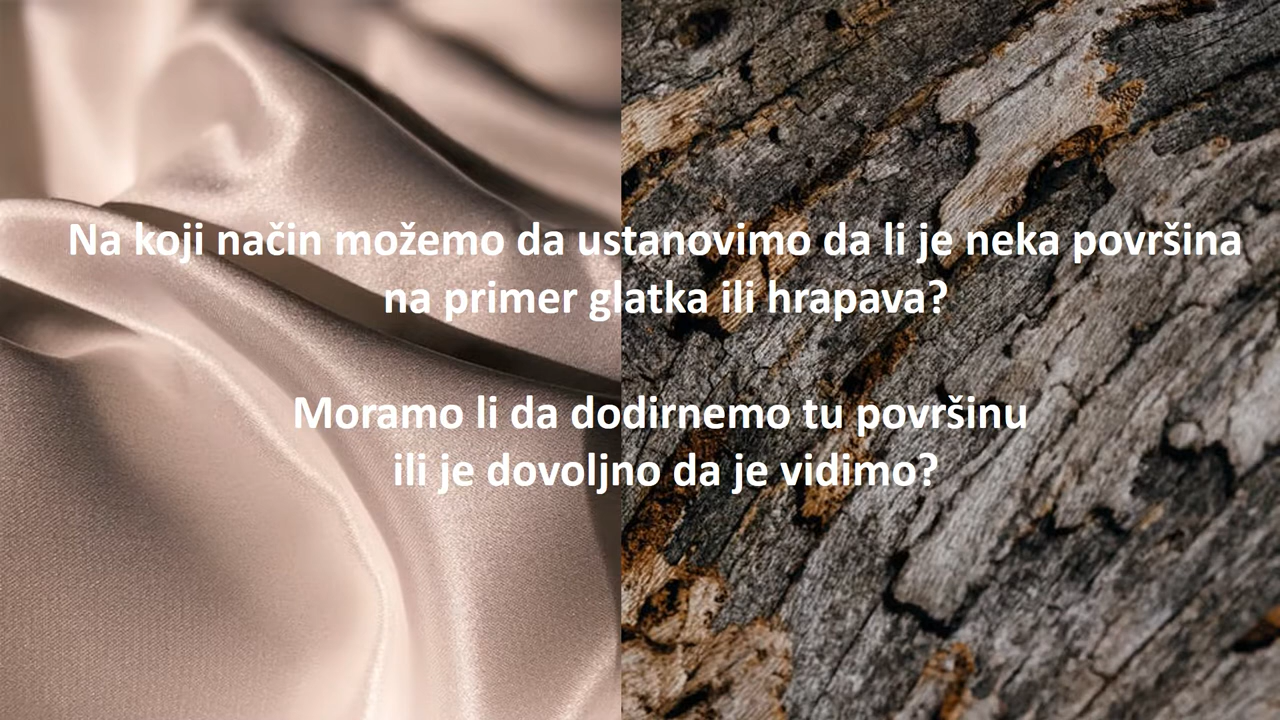 Na koji način možemo da ustanovimo da li je neka površina
na primer glatka ili hrapava?
Moramo li da dodirnemo tu površinu
ili je dovoljno da je vidimo?